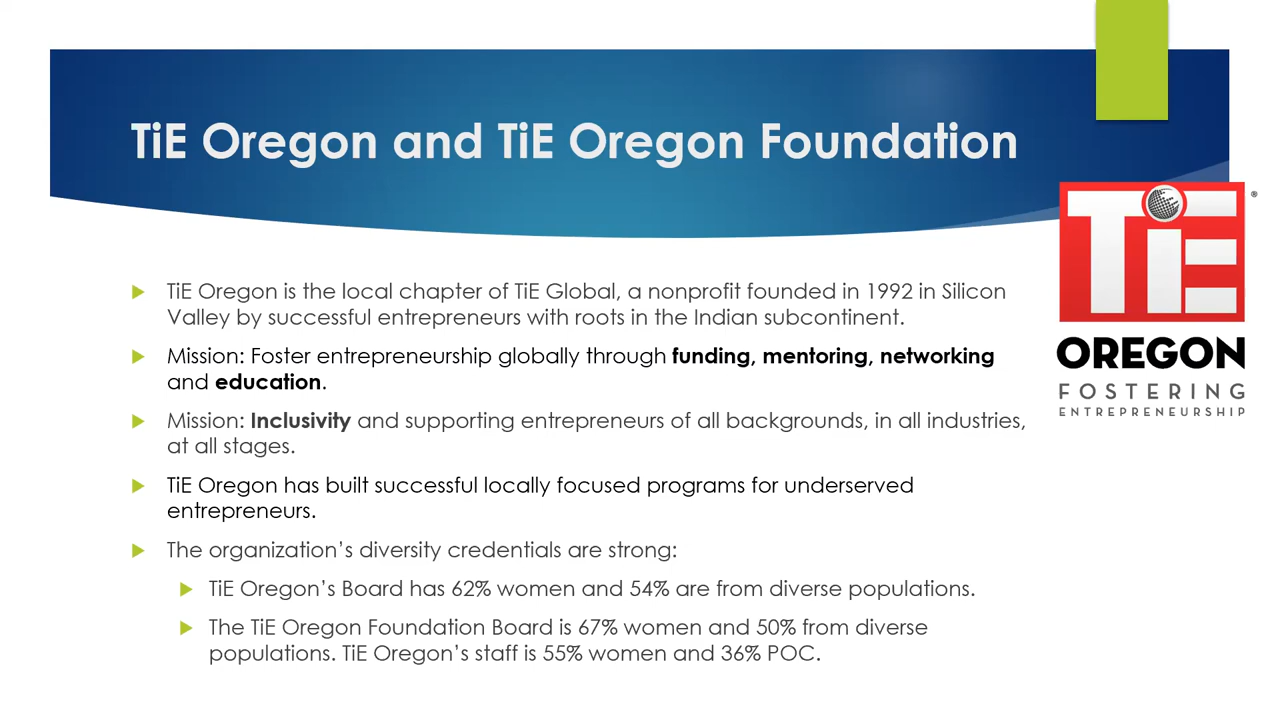 TiE Oregon and TiE Oregon Foundation
TiE
®
OREGON
FOSTERING
ENTREPRENEURSHIP
TiE Oregon is the local chapter of TiE Global, a nonprofit founded in 1992 in Silicon
Valley by successful entrepreneurs with roots in the Indian subcontinent.
Mission: Foster entrepreneurship globally through funding, mentoring, networking
and education.
Mission: Inclusivity and supporting entrepreneurs of all backgrounds, in all industries,
at all stages.
TiE Oregon has built successful locally focused programs for underserved
entrepreneurs.
The organization’s diversity credentials are strong:
TiE Oregon’s Board has 62% women and 54% are from diverse populations.
The TiE Oregon Foundation Board is 67% women and 50% from diverse
populations. TiE Oregon’s staff is 55% women and 36% POC.